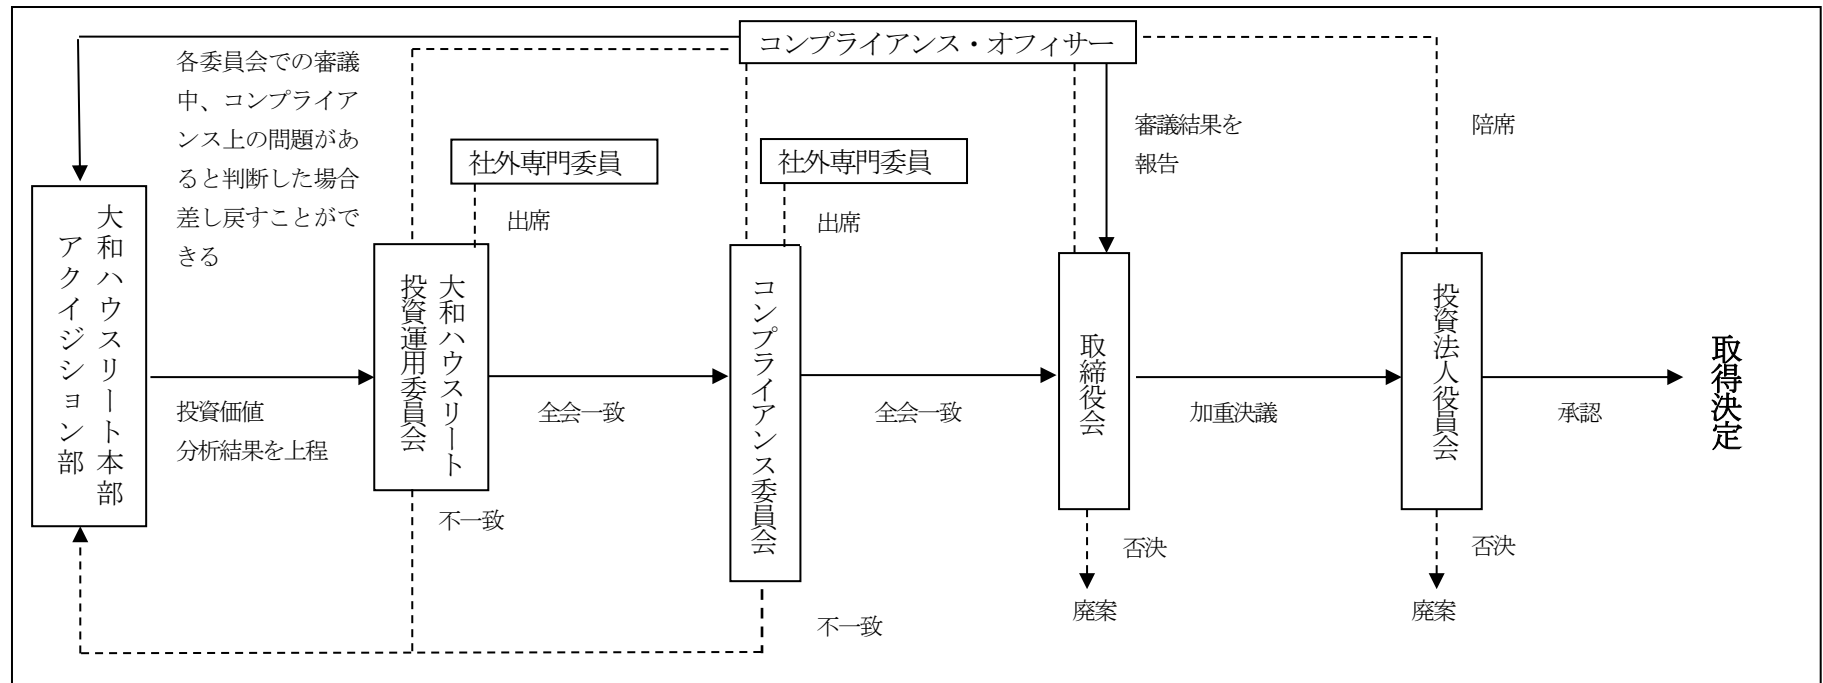 コンプライアンス・オフィサー
各委員会での審議
中、コンプライア
ンス上の問題があ
ると判断した場合
差し戻すことがで
きる
審議結果を
報告
陪席
社外専門委員
社外専門委員
出席
出席
大和ハウスリート本部
アクイジション部
大和ハウスリート
投資運用委員会
コンプライアンス委員会
取締役会
投資法人役員会
取得決定
投資価値
分析結果を上程
全会一致
全会一致
加重決議
承認
不一致
否決
否決
廃案
廃案
不一致